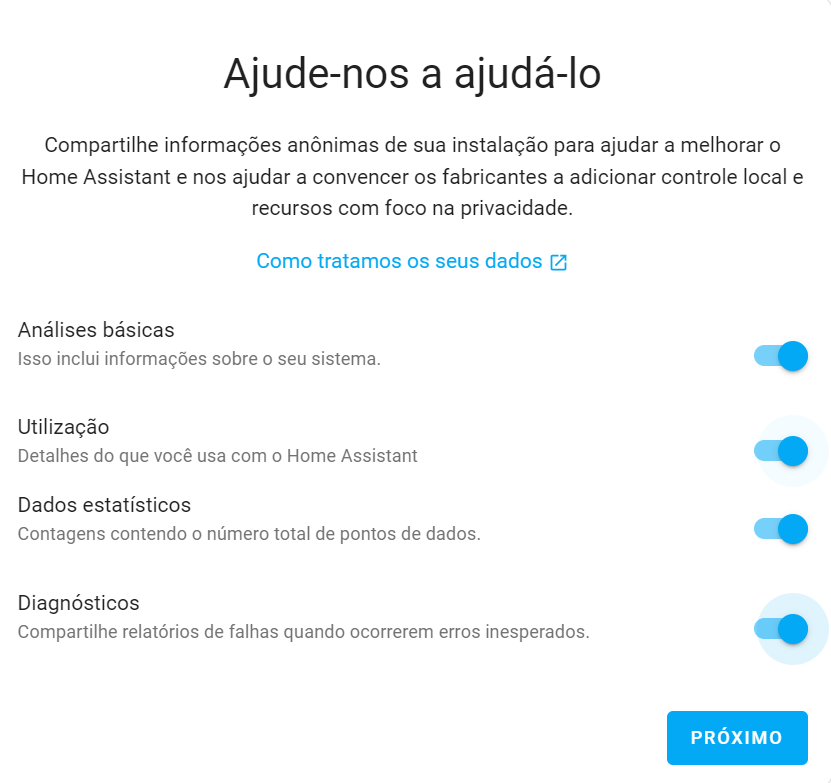 Ajude-nos a ajudá-lo
Compartilhe informações anônimas de sua instalação para ajudar a melhorar o
Home Assistant e nos ajudar a convencer os fabricantes a adicionar controle local e
recursos com foco na privacidade.
Como tratamos os seus dados
Análises básicas
Isso inclui informações sobre o seu sistema.
Utilização
Detalhes do que você usa com o Home Assistant
Dados estatísticos
Contagens contendo o número total de pontos de dados.
Diagnósticos
Compartilhe relatórios de falhas quando ocorrerem erros inesperados.
PRÓXIMO